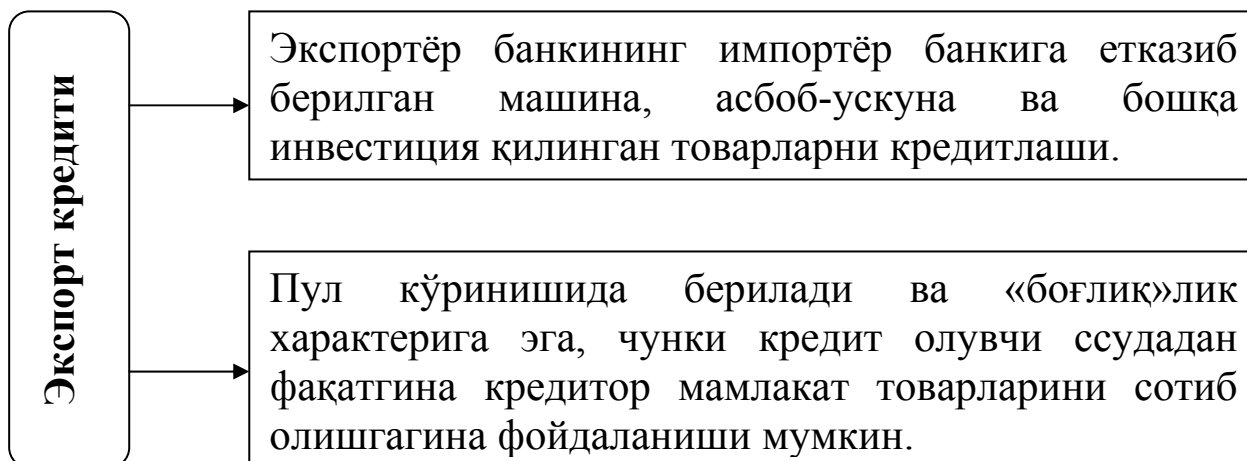 Экспорт кредити
Экспортёр банкининг импортёр банкига етказиб
берилган машина, асбоб-ускуна ва бошқа
инвестиция қилинган товарларни кредитлаши.
Пул кўринишида берилади ва «боғлиқ»лик
характерига эга, чунки кредит олувчи ссудадан
фақатгина кредитор мамлакат товарларини сотиб
олишгагина фойдаланиши мумкин.